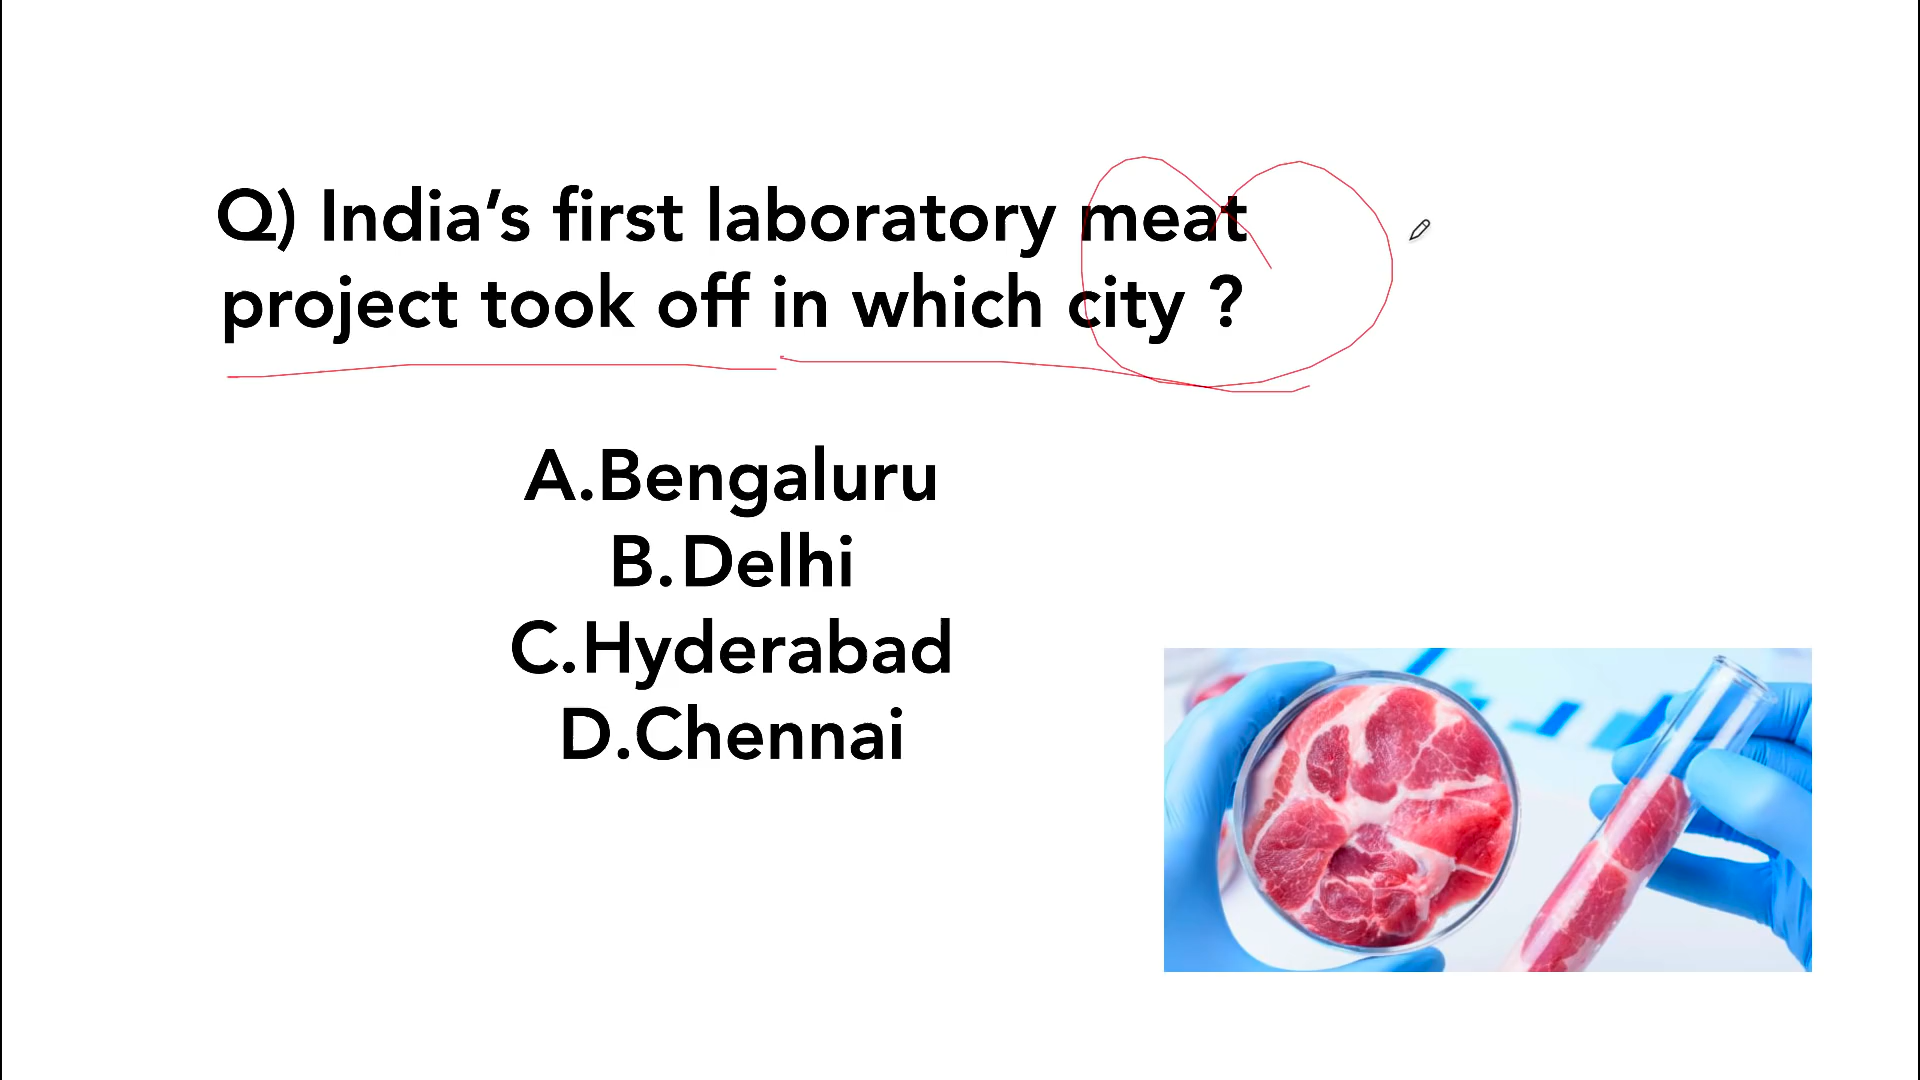 Q) India’s first laboratory meat
project took off in which city ?
A.Bengaluru
B.Delhi
C.Hyderabad
D.Chennai